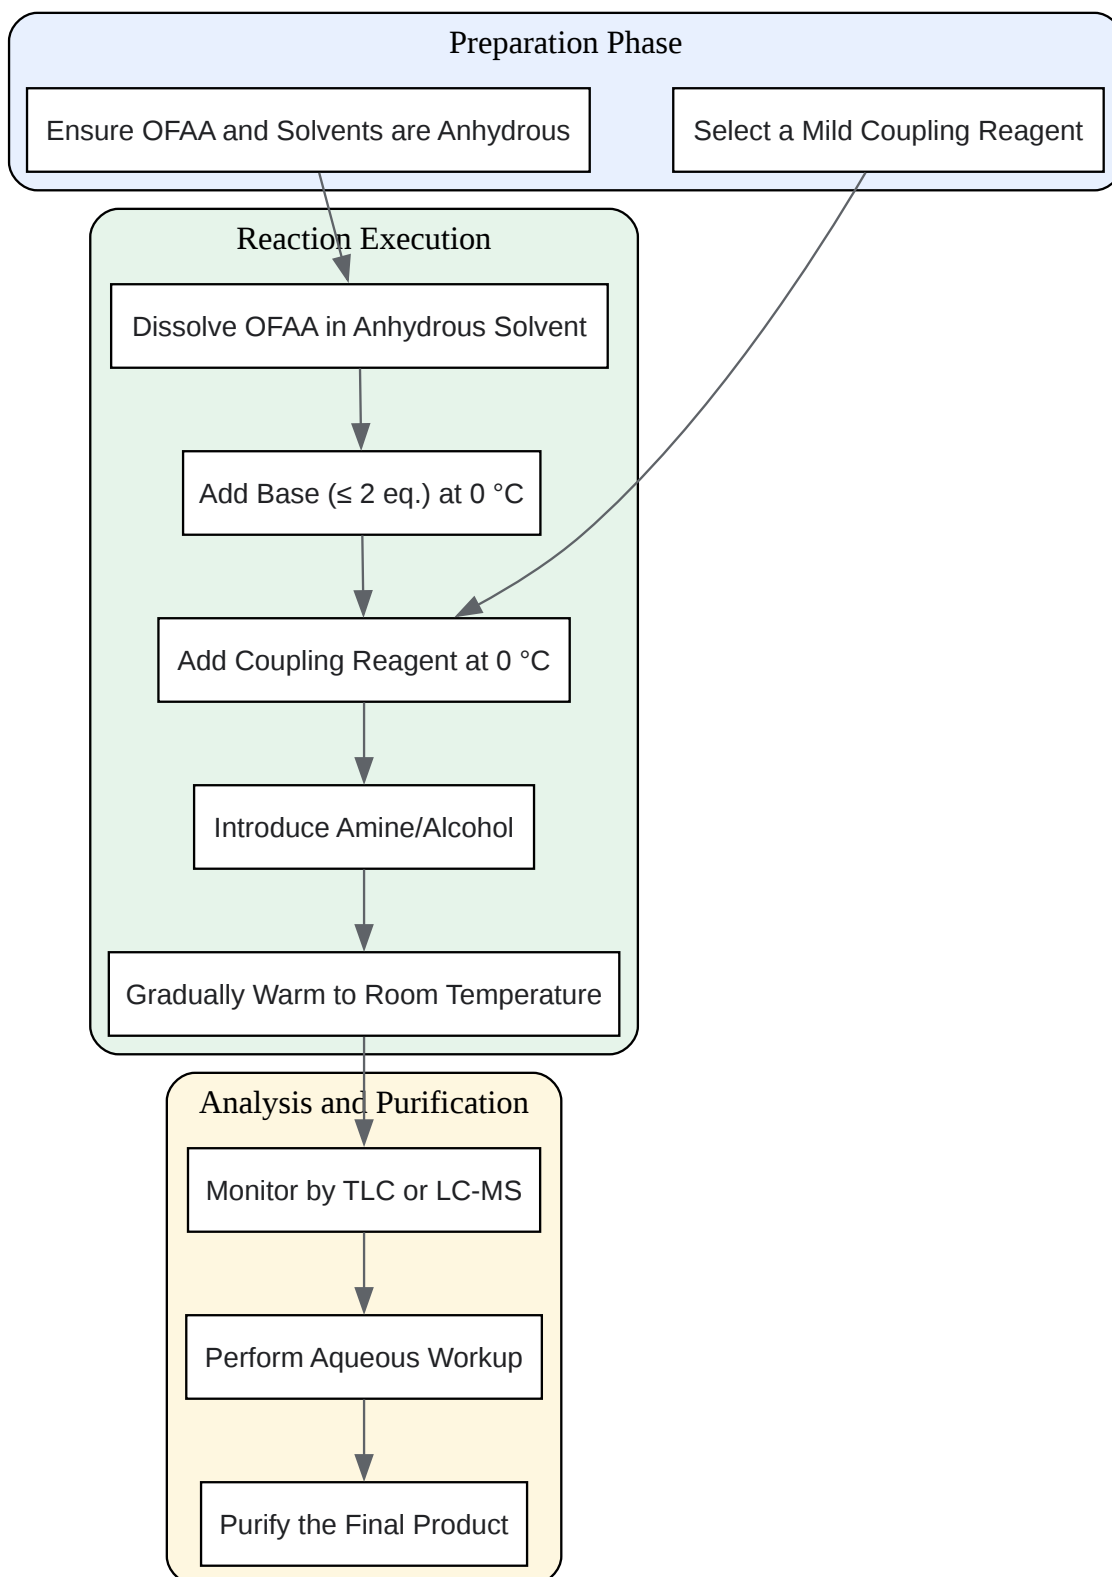 Preparation Phase
Ensure OFAA and Solvents are Anhydrous
Select a Mild Coupling Reagent
Reaction Execution
Dissolve OFAA in Anhydrous Solvent
Add Base (≤ 2 eq.) at 0 °C
Add Coupling Reagent at 0 °C
Introduce Amine/Alcohol
Gradually Warm to Room Temperature
Analysis and Purification
Monitor by TLC or LC-MS
Perform Aqueous Workup
Purify the Final Product